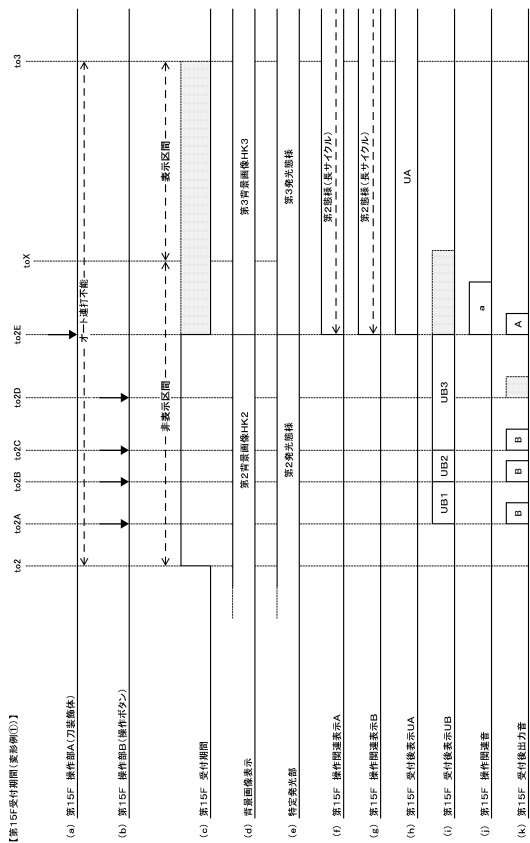 【第15F受付期間(変形例①)】
to2
to2A
to2B
to2C
to2D
to2E
toX
to3
(a) 第15F 操作部A(刀装飾体)
オート連打不能
(b) 第15F 操作部B(操作ボタン)
非表示区間
表示区間
(c) 第15F 受付期間
(d) 背景画像表示
第2背景画像HK2
第3背景画像HK3
(e) 特定発光部
第2発光態様
第3発光態様
(f) 第15F 操作関連表示A
第2態様(長サイクル)
(g) 第15F 操作関連表示B
第2態様(長サイクル)
(h) 第15F 受付後表示UA
UA
(i) 第15F 受付後表示UB
UB1
UB2
UB3
(j) 第15F 操作関連音
a
(k) 第15F 受付後出力音
B
B
B
A